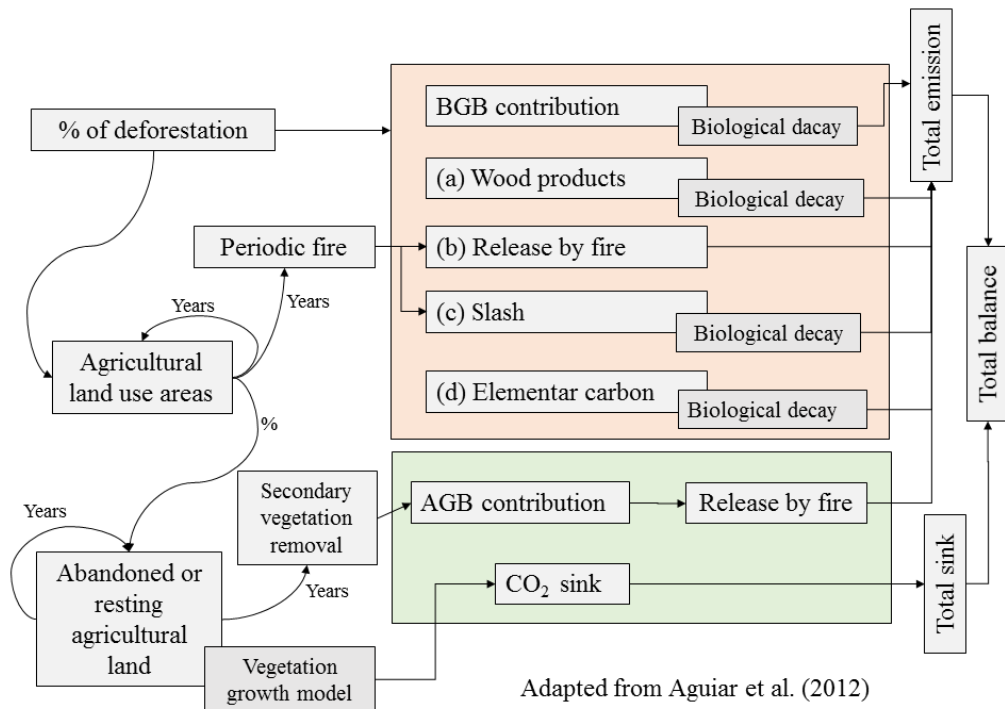 % of deforestation
BGB contribution
Biological dacay
Total emission
(a) Wood products
Biological decay
Periodic fire
(b) Release by fire
Years
Years
(c) Slash
Biological decay
Agricultural
land use areas
(d) Elementar carbon
Biological decay
Total balance
%
Secondary
vegetation
removal
AGB contribution
Release by fire
Years
Abandoned or
resting
agricultural
land
Years
CO₂ sink
Total sink
Vegetation
growth model
Adapted from Aguiar et al. (2012)